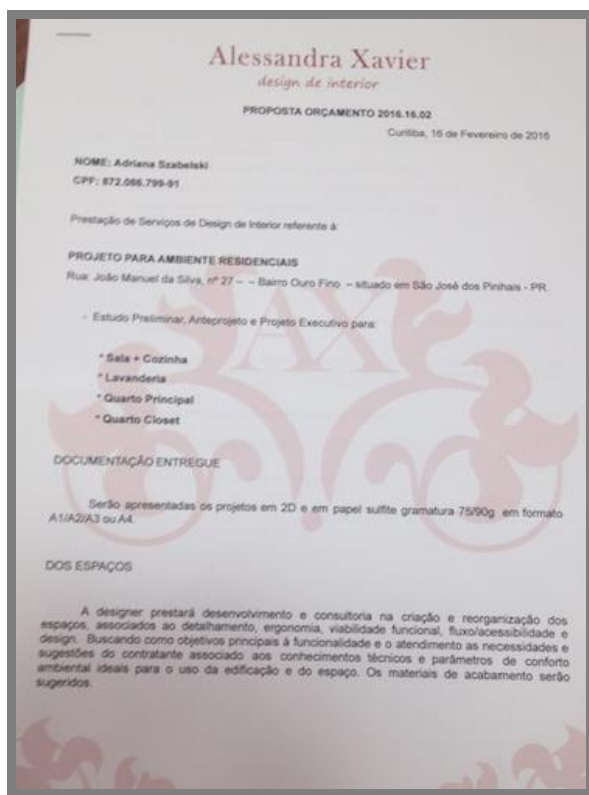 Alessandra Xavier
design de interior
PROPOSTA ORÇAMENTO 2016.16.02
Curitiba, 16 de Fevereiro de 2016
NOME: Adriana Szabelski
CPF: 872.066.799-91
Prestação de Serviços de Design de Interior referente à:
PROJETO PARA AMBIENTE RESIDENCIAIS
Rua: João Manuel da Silva, nº 27 – – Bairro Ouro Fino – situado em São José dos Pinhais - PR.
- Estudo Preliminar, Anteprojeto e Projeto Executivo para:
* Sala + Cozinha
* Lavanderia
* Quarto Principal
* Quarto Closet
AX
DOCUMENTAÇÃO ENTREGUE
Serão apresentadas os projetos em 2D e em papel sulfite gramatura 75/90g em formato
A1/A2/A3 ou A4.
DOS ESPAÇOS
A designer prestará desenvolvimento e consultoria na criação e reorganização dos
espaços, associados ao detalhamento, ergonomia, viabilidade funcional, fluxo/acessibilidade e
design. Buscando como objetivos principais à funcionalidade e o atendimento as necessidades e
sugestões do contratante associado aos conhecimentos técnicos e parâmetros de conforto
ambiental ideais para o uso da edificação e do espaço. Os materiais de acabamento serão
sugeridos.